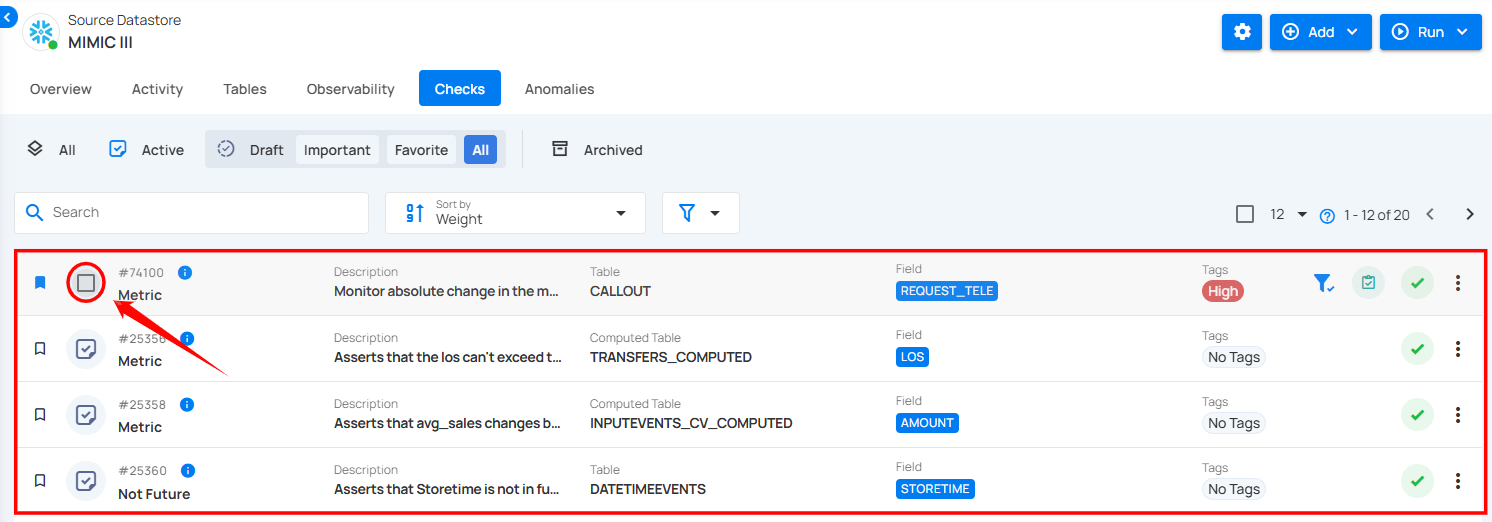 Source Datastore
MIMIC III
Add
Run
Overview Activity Tables Observability Checks Anomalies
All Active Draft Important Favorite All Archived
Search
Sort by
Weight
12 1 - 12 of 20
#74100 Description Table Field Tags
Metric Monitor absolute change in the m... CALLOUT REQUEST_TELE High
#25356 Description Computed Table Field Tags
Metric Asserts that the los can't exceed t... TRANSFERS_COMPUTED LOS No Tags
#25358 Description Computed Table Field Tags
Metric Asserts that avg_sales changes b... INPUTEVENTS_CV_COMPUTED AMOUNT No Tags
#25360 Description Table Field Tags
Not Future Asserts that Storetime is not in fu... DATETIMEEVENTS STORETIME No Tags